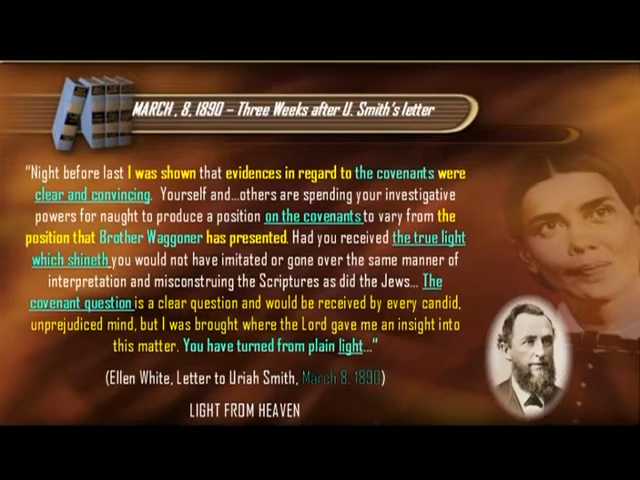 MARCH , 8, 1890 – Three Weeks after U. Smith's letter
"Night before last I was shown that evidences in regard to the covenants were
clear and convincing. Yourself and...others are spending your investigative
powers for naught to produce a position on the covenants to vary from the
position that Brother Waggoner has presented. Had you received the true light
which shineth you would not have imitated or gone over the same manner of
interpretation and misconstruing the Scriptures as did the Jews... The
covenant question is a clear question and would be received by every candid,
unprejudiced mind, but I was brought where the Lord gave me an insight into
this matter. You have turned from plain light..."
(Ellen White, Letter to Uriah Smith, March 8. 1890)
LIGHT FROM HEAVEN